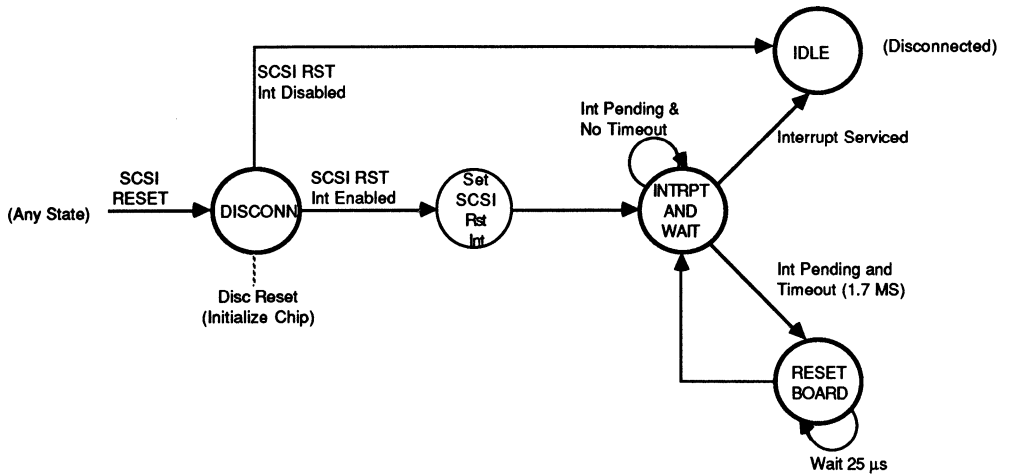 IDLE
(Disconnected)
SCSI RST
Int Disabled
Int Pending &
No Timeout
Interrupt Serviced
SCSI
RESET
(Any State)
DISCONN
SCSI RST
Int Enabled
Set
SCSI
Rst
Int
INTRPT
AND
WAIT
Disc Reset
(Initialize Chip)
Int Pending and
Timeout (1.7 MS)
RESET
BOARD
Wait 25 µs